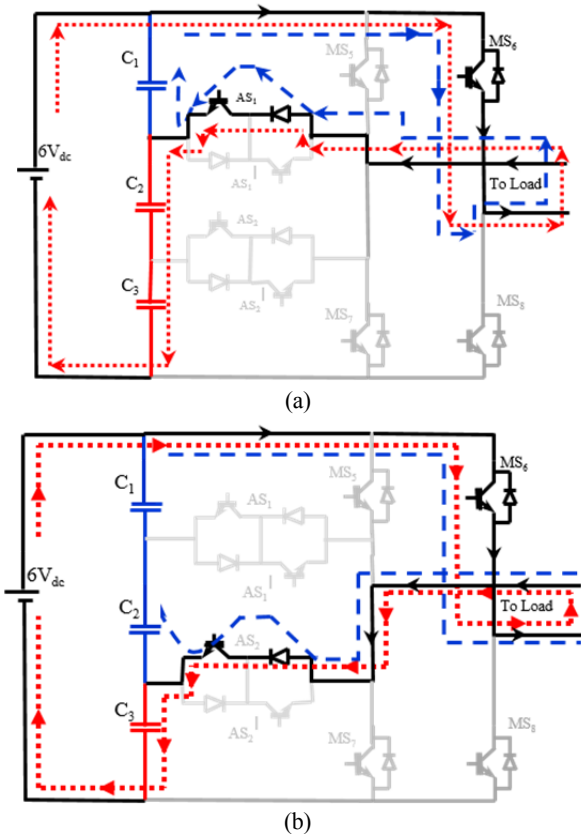 MS6
MS5
C1
AS1
6Vdc
C2
AS1
To Load
AS2
C3
AS2
MS7
MS8
(a)
MS6
C1
MS5
AS1
AS1
6Vdc
C2
To Load
AS2
C3
AS2
MS7
MS8
(b)